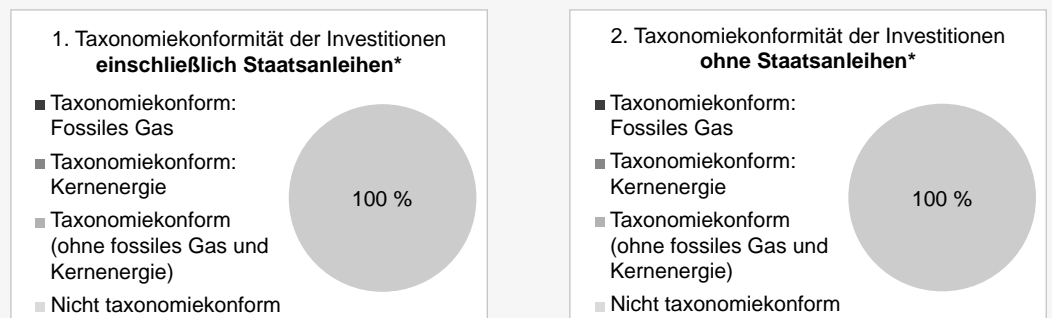 1. Taxonomiekonformität der Investitionen
einschließlich Staatsanleihen*
Taxonomiekonform:
Fossiles Gas
Taxonomiekonform:
Kernenergie
Taxonomiekonform
(ohne fossiles Gas und
Kernenergie)
Nicht taxonomiekonform
100 %
2. Taxonomiekonformität der Investitionen
ohne Staatsanleihen*
Taxonomiekonform:
Fossiles Gas
Taxonomiekonform:
Kernenergie
Taxonomiekonform
(ohne fossiles Gas und
Kernenergie)
Nicht taxonomiekonform
100 %